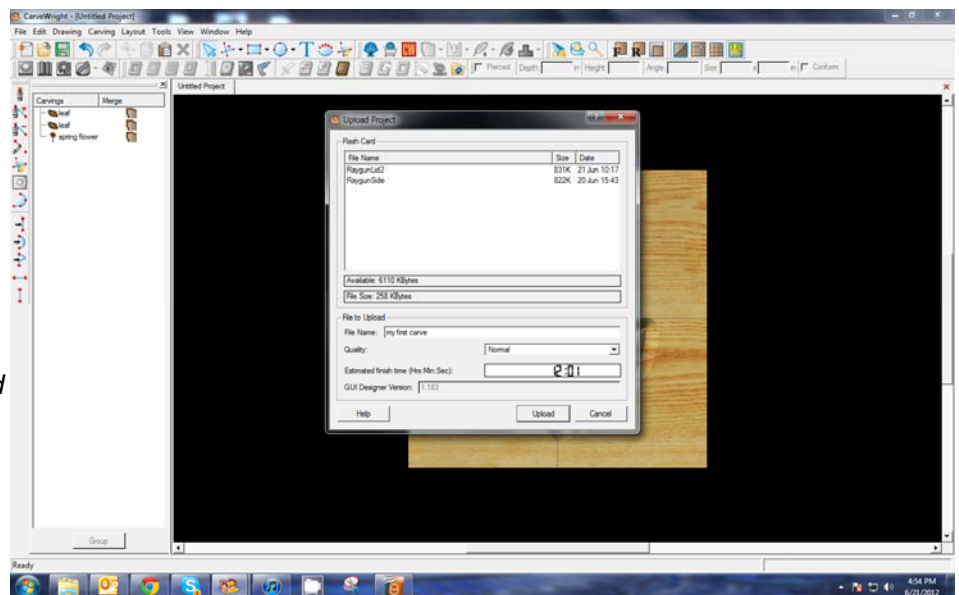 CarveWright - [Untitled Project]
File Edit Drawing Carving Layout Tools View Window Help
Pierced Depth in Height Angle Size x in Conform
Untitled Project
Carvings Merge
leaf
leaf
spring flower
Upload Project
Flash Card
File Name Size Date
RaygunLid2 831K 21 Jun 10:17
RaygunSide 822K 20 Jun 15:43
Available: 6110 KBytes
File Size: 258 KBytes
File to Upload
File Name: my first carve
Quality: Normal
Estimated finish time (Hrs:Min:Sec): 12:01
GUI Designer Version: 1.183
Help Upload Cancel
Group
Ready
4:54 PM
6/21/2012